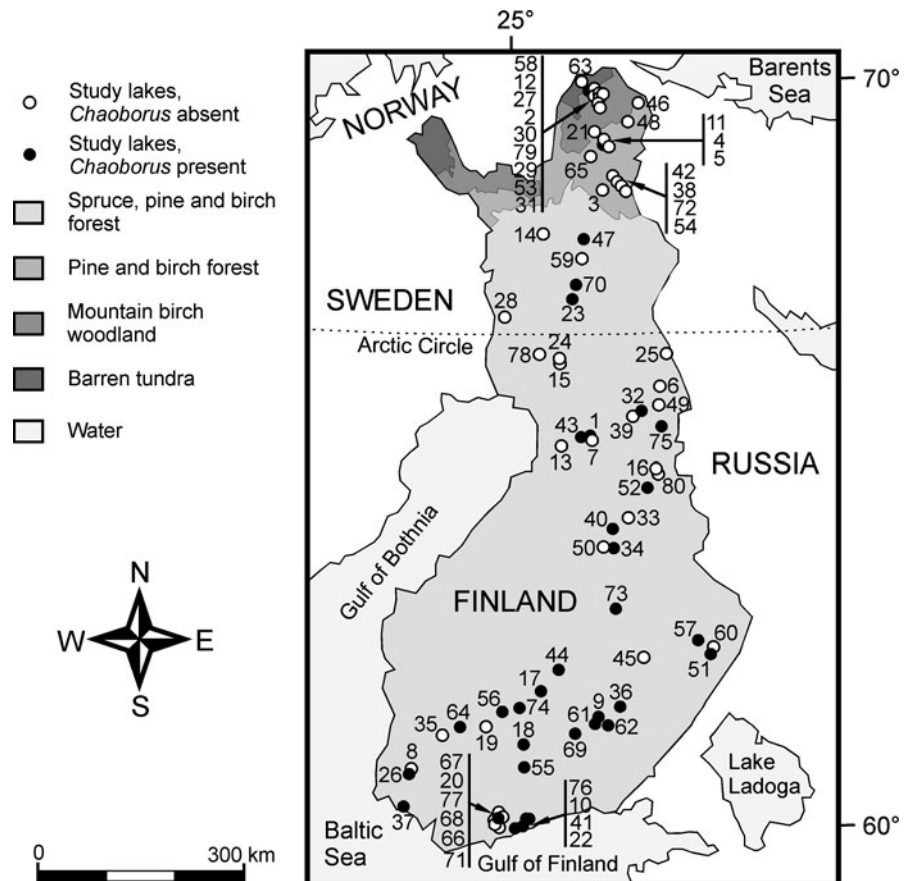 25°
Study lakes,
Chaoborus absent
Study lakes,
Chaoborus present
Spruce, pine and birch
forest
Pine and birch forest
Mountain birch
woodland
Barren tundra
Water
N
W E
S
0 300 km
NORWAY
SWEDEN
FINLAND
RUSSIA
Barents
Sea
70°
60°
Arctic Circle
Gulf of Bothnia
Baltic
Sea
Gulf of Finland
Lake
Ladoga
58
12
27
2
30
79
29
53
31
63
46
48
21
11
4
5
65
42
38
72
54
3
14
47
59
70
28
23
24
78
15
25
6
32
49
39
75
43
1
13
7
16
80
52
33
40
50
34
73
57
60
51
45
44
17
74
56
64
35
19
18
55
36
9
61
62
69
8
26
37
67
20
77
68
66
71
76
10
41
22